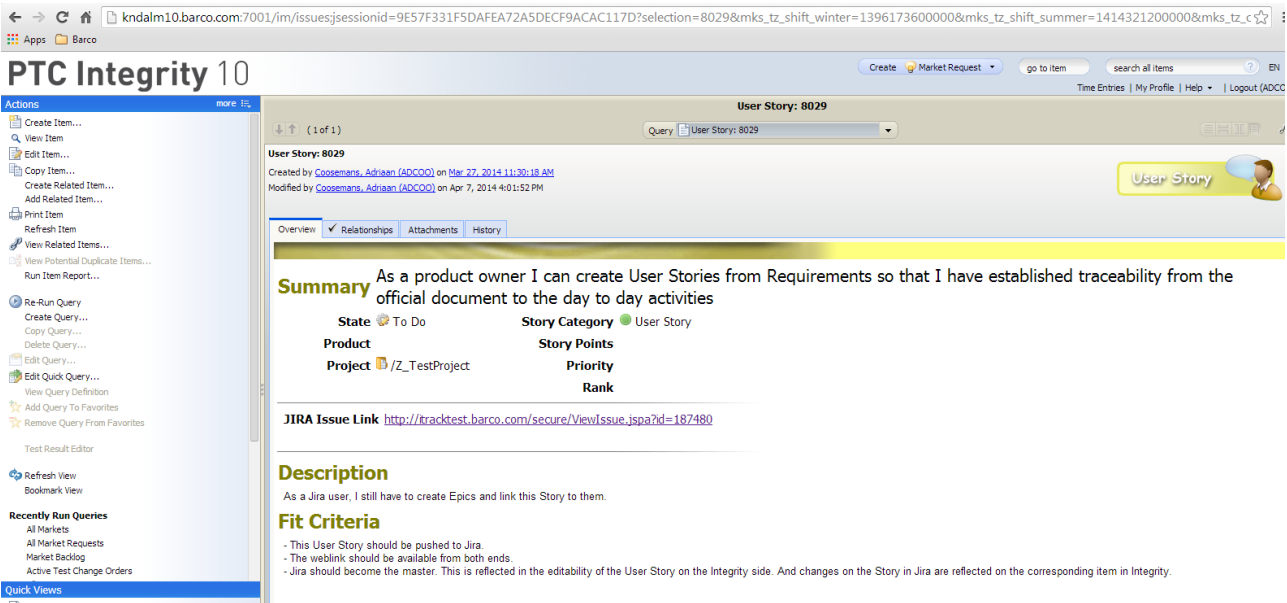 kndalm10.barco.com:7001/im/issues;jsessionid=9E57F331F5DAFEA72A5DECF9ACAC117D?selection=8029&mks_tz_shift_winter=1396173600000&mks_tz_shift_summer=1414321200000&mks_tz_c
Apps Barco
PTC Integrity 10
Create Market Request go to item search all items ? EN
Time Entries | My Profile | Help | Logout (ADCO
Actions more
Create Item...
View Item
Edit Item...
Copy Item...
Create Related Item...
Add Related Item...
Print Item
Refresh Item
View Related Items...
View Potential Duplicate Items...
Run Item Report...
Re-Run Query
Create Query...
Copy Query...
Delete Query...
Edit Query...
Edit Quick Query...
View Query Definition
Add Query To Favorites
Remove Query From Favorites
Test Result Editor
Refresh View
Bookmark View
Recently Run Queries
All Markets
All Market Requests
Market Backlog
Active Test Change Orders
Quick Views
User Story: 8029
( 1 of 1 ) Query User Story: 8029
User Story: 8029
Created by Coosemans, Adriaan (ADCOO) on Mar 27, 2014 11:30:18 AM
Modified by Coosemans, Adriaan (ADCOO) on Apr 7, 2014 4:01:52 PM
User Story
Overview Relationships Attachments History
Summary As a product owner I can create User Stories from Requirements so that I have established traceability from the
official document to the day to day activities
State To Do Story Category User Story
Product Story Points
Project /Z_TestProject Priority
Rank
JIRA Issue Link http://itracktest.barco.com/secure/ViewIssue.jspa?id=187480
Description
As a Jira user, I still have to create Epics and link this Story to them.
Fit Criteria
- This User Story should be pushed to Jira.
- The weblink should be available from both ends.
- Jira should become the master. This is reflected in the editability of the User Story on the Integrity side. And changes on the Story in Jira are reflected on the corresponding item in Integrity.